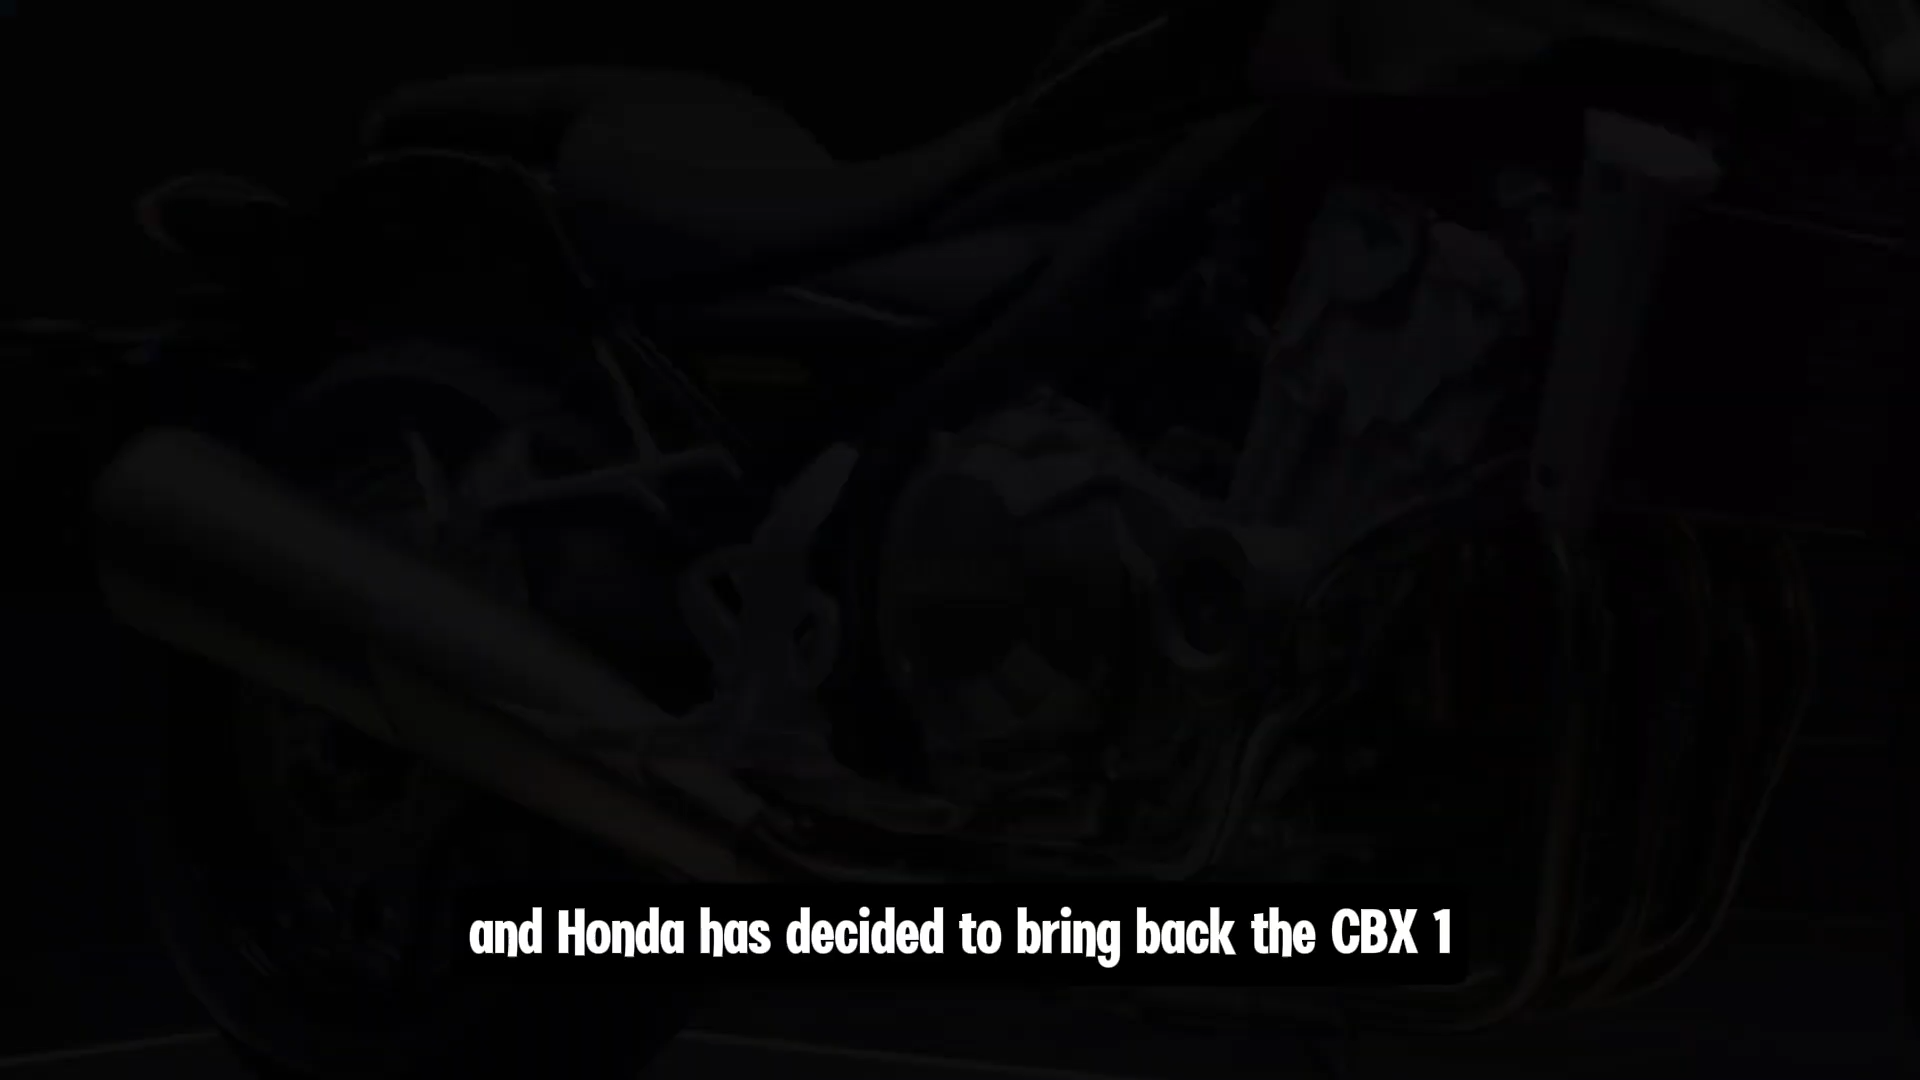 and Honda has decided to bring back the CBX 1